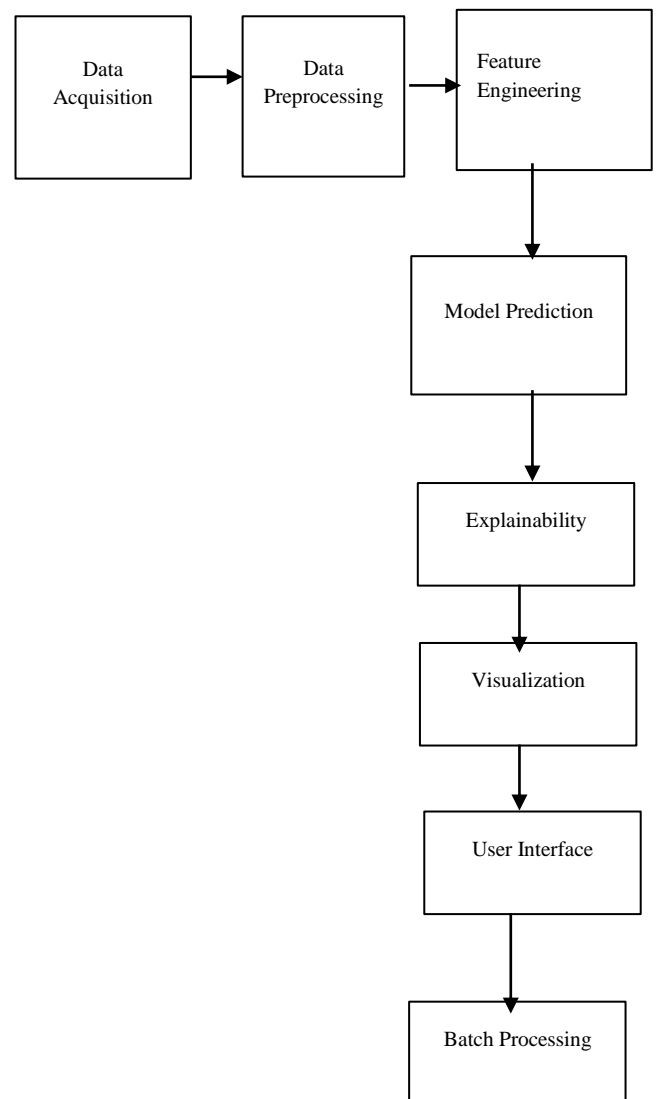 Data
Acquisition
Data
Preprocessing
Feature
Engineering
Model Prediction
Explainability
Visualization
User Interface
Batch Processing